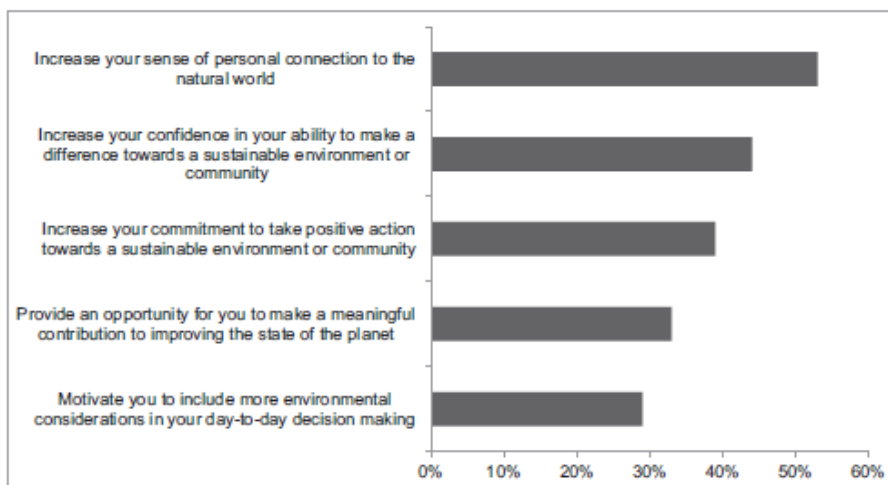 Increase your sense of personal connection to the
natural world
Increase your confidence in your ability to make a
difference towards a sustainable environment or
community
Increase your commitment to take positive action
towards a sustainable environment or community
Provide an opportunity for you to make a meaningful
contribution to improving the state of the planet
Motivate you to include more environmental
considerations in your day-to-day decision making
0% 10% 20% 30% 40% 50% 60%